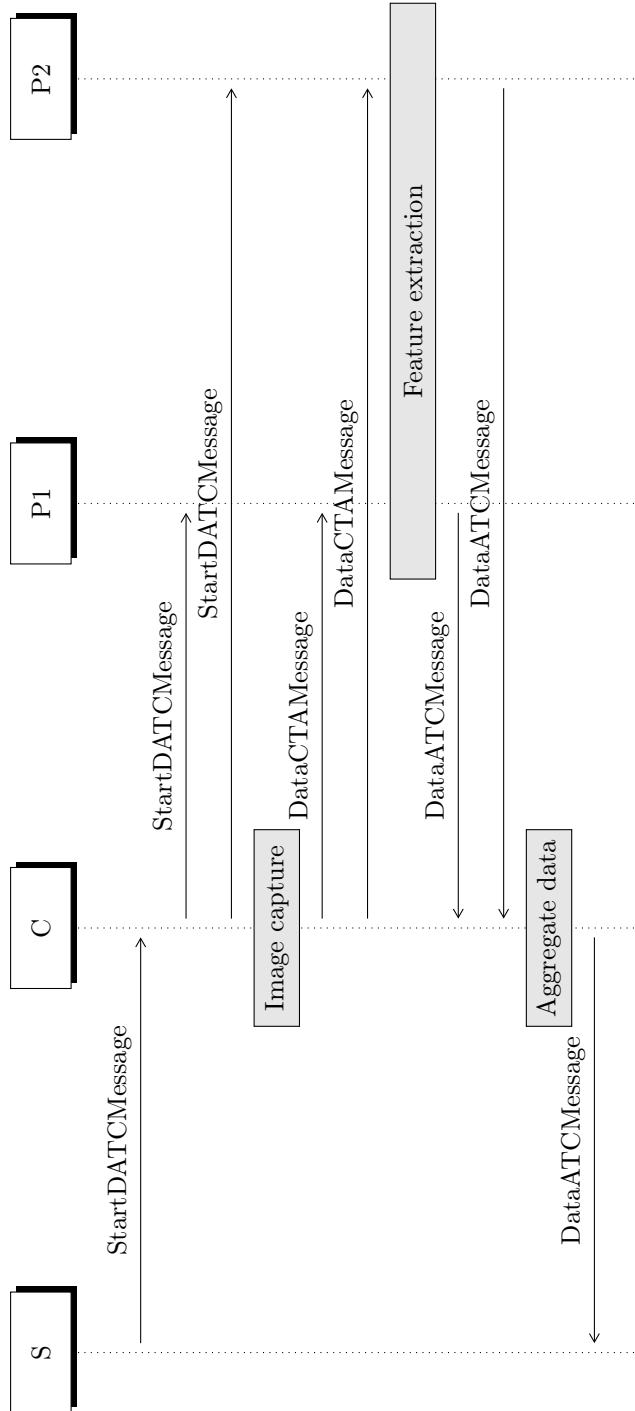 S
C
P1
P2
StartDATCMessage
StartDATCMessage
StartDATCMessage
Image capture
DataCTAMessage
DataCTAMessage
Feature extraction
DataATCMessage
DataATCMessage
Aggregate data
DataATCMessage